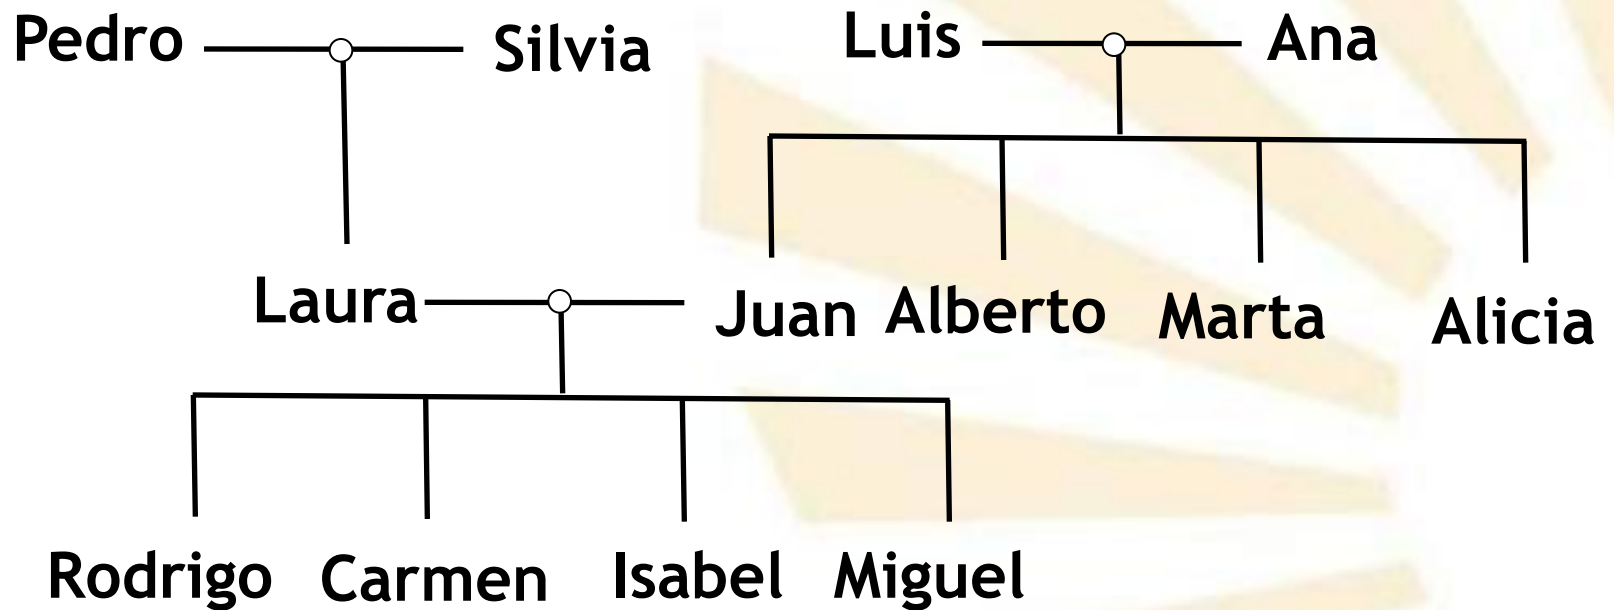 Pedro Silvia Luis Ana
Laura Juan Alberto Marta Alicia
Rodrigo Carmen Isabel Miguel